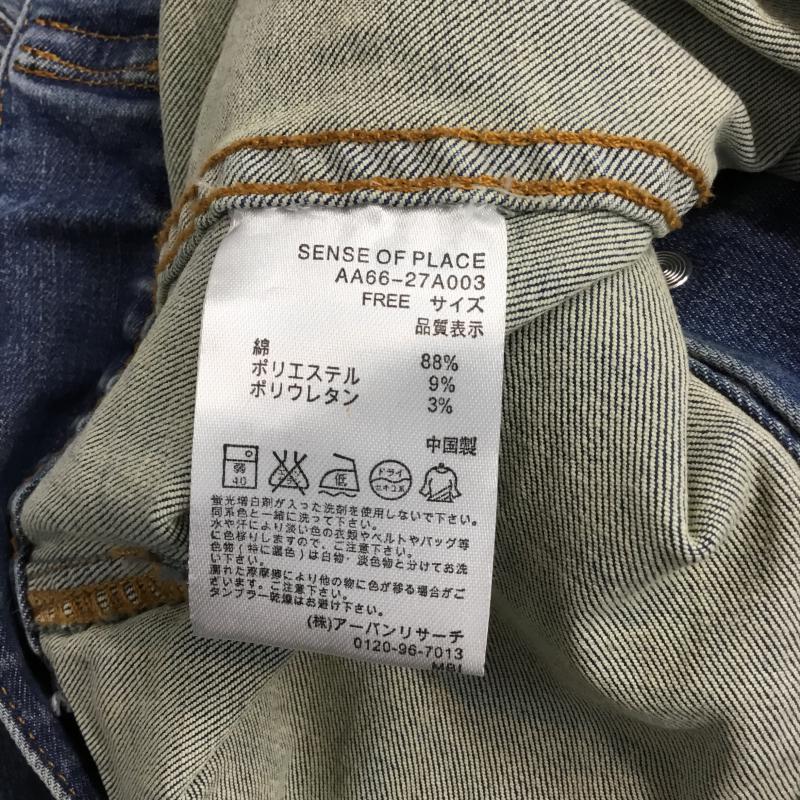 SENSE OF PLACE
AA66-27A003
FREE サイズ
品質表示
綿 88%
ポリエステル 9%
ポリウレタン 3%
中国製
弱
40
低
ドライ
セキユ系
蛍光増白剤が入った洗剤を使用しないで下さい。
同系色と一緒に洗って下さい。
水や汗により淡い色の衣類やベルトやバッグ等
に色移りしますので、ご注意下さい。
色物(特に濃色)は白物・淡色物と分けてお洗
い下さい。
濡れた摩擦により他の物に色が移る場合がご
ざいます。ご注意下さい。
タンブラー乾燥はお避け下さい。
(株)アーバンリサーチ
0120-96-7013